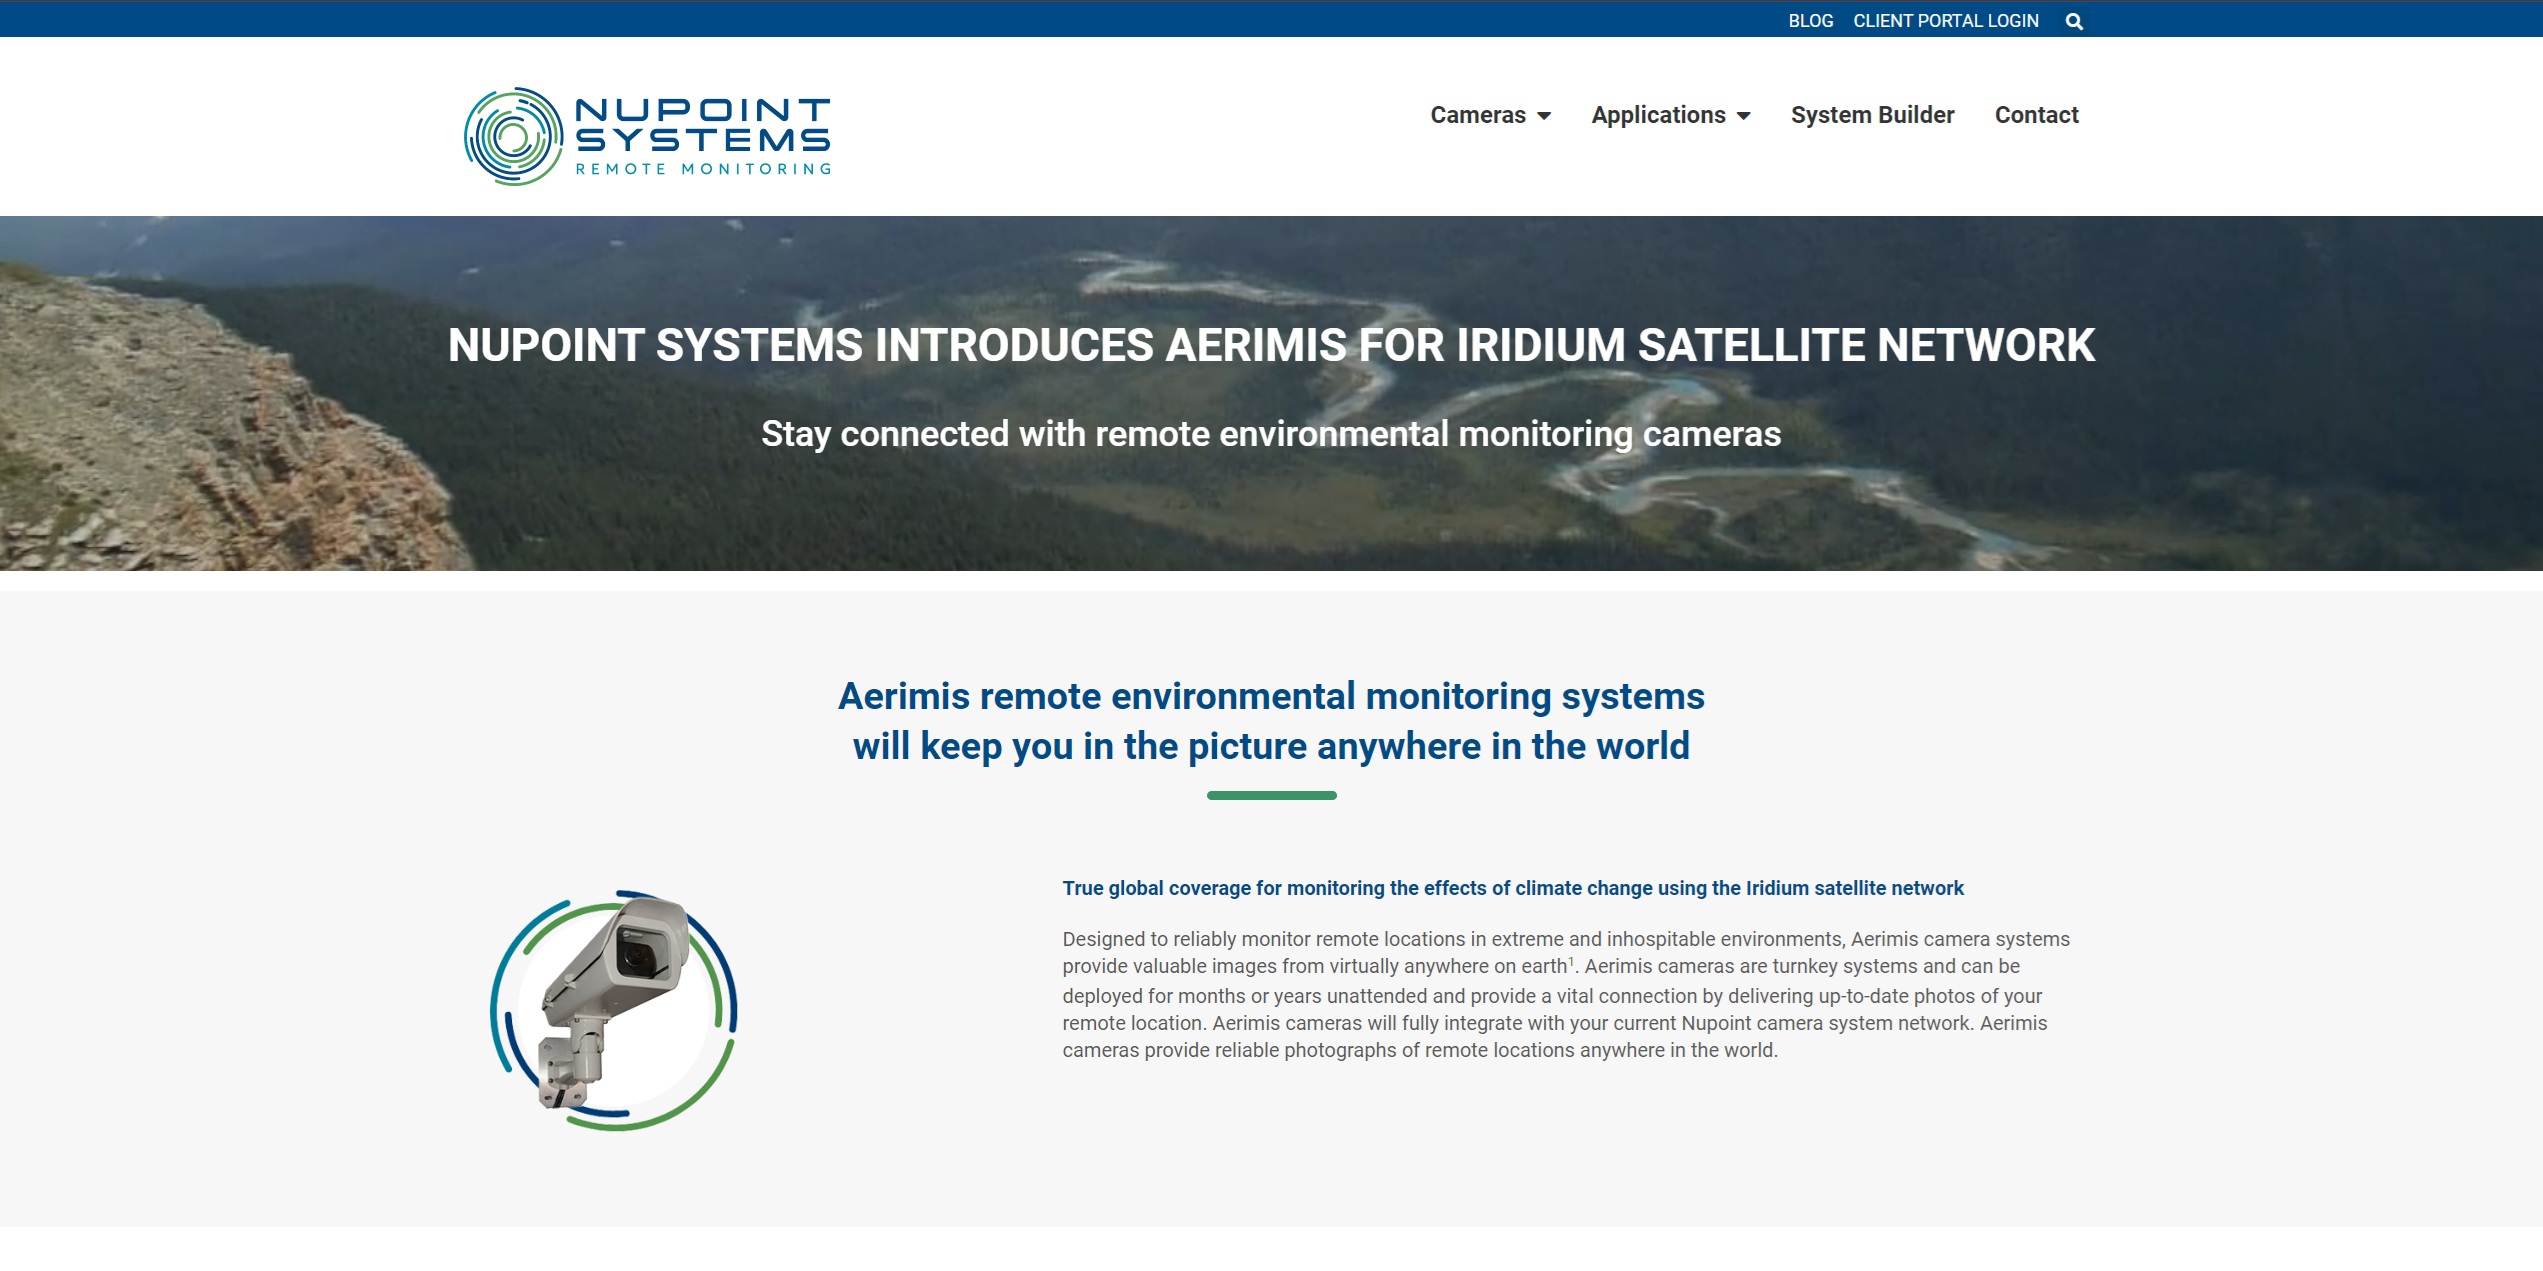 BLOG CLIENT PORTAL LOGIN
NUPOINT
SYSTEMS
REMOTE MONITORING
Cameras Applications System Builder Contact
NUPOINT SYSTEMS INTRODUCES AERIMIS FOR IRIDIUM SATELLITE NETWORK
Stay connected with remote environmental monitoring cameras
Aerimis remote environmental monitoring systems
will keep you in the picture anywhere in the world
True global coverage for monitoring the effects of climate change using the Iridium satellite network
Designed to reliably monitor remote locations in extreme and inhospitable environments, Aerimis camera systems
provide valuable images from virtually anywhere on earth¹. Aerimis cameras are turnkey systems and can be
deployed for months or years unattended and provide a vital connection by delivering up-to-date photos of your
remote location. Aerimis cameras will fully integrate with your current Nupoint camera system network. Aerimis
cameras provide reliable photographs of remote locations anywhere in the world.